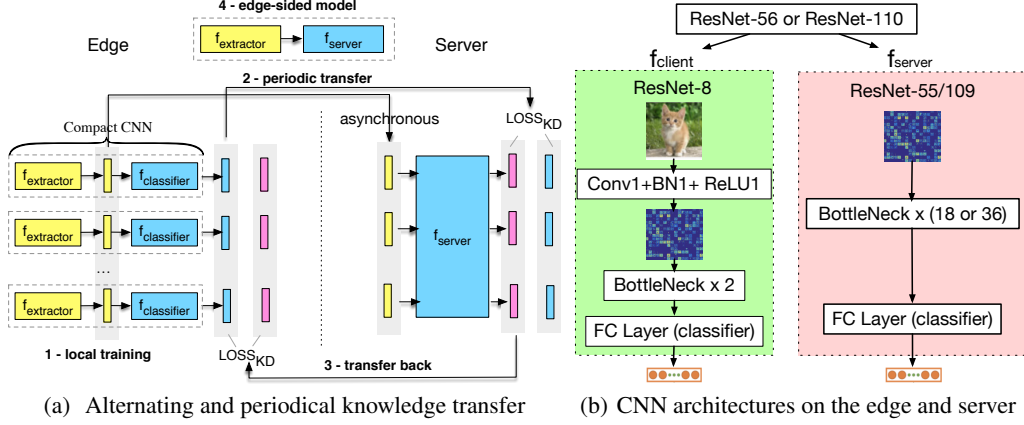 4 - edge-sided model
Edge
f_extractor
f_server
Server
2 - periodic transfer
Compact CNN
asynchronous
LOSS_KD
f_extractor
f_classifier
f_extractor
f_classifier
...
f_extractor
f_classifier
f_server
1 - local training
LOSS_KD
3 - transfer back
(a) Alternating and periodical knowledge transfer
ResNet-56 or ResNet-110
f_client
f_server
ResNet-8
Conv1+BN1+ ReLU1
BottleNeck x 2
FC Layer (classifier)
ResNet-55/109
BottleNeck x (18 or 36)
FC Layer (classifier)
(b) CNN architectures on the edge and server